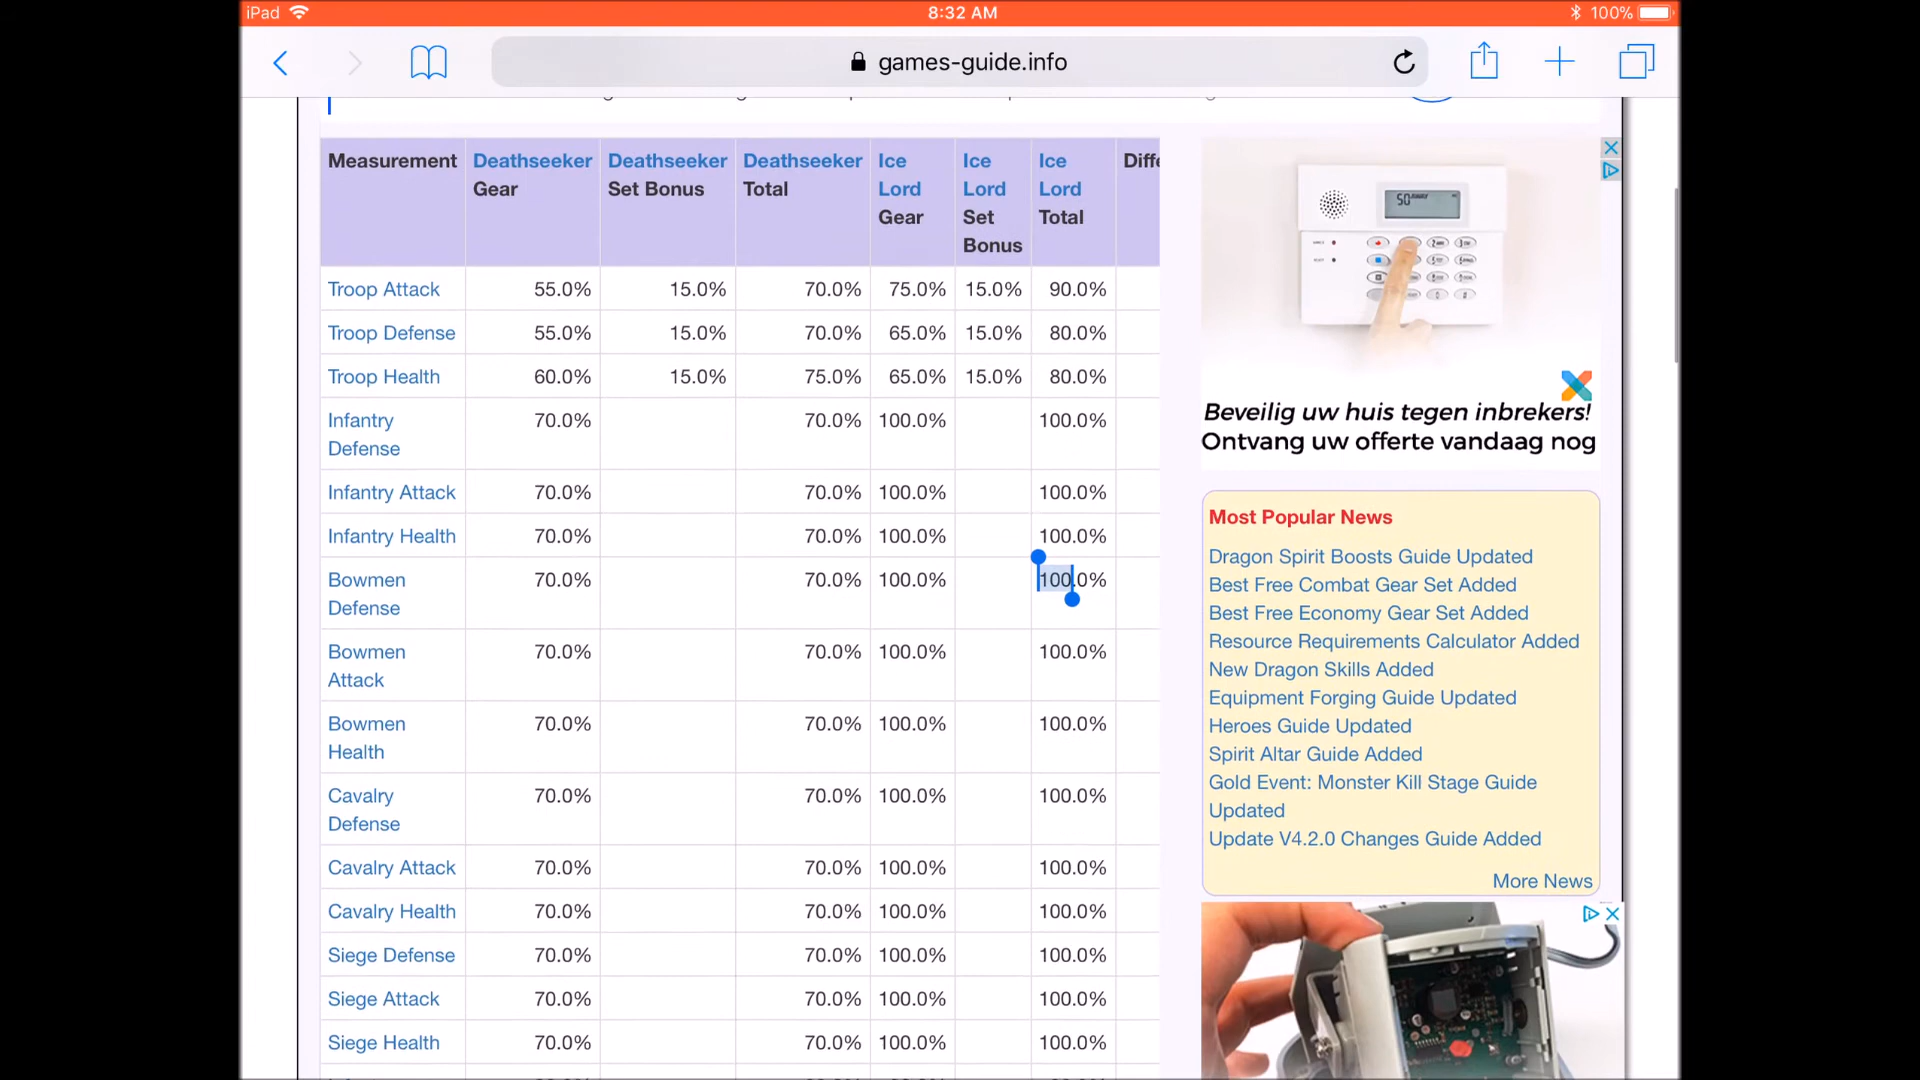 iPad 8:32 AM 100%
games-guide.info
Measurement Deathseeker Gear Deathseeker Set Bonus Deathseeker Total Ice Lord Gear Ice Lord Set Bonus Ice Lord Total Diffe
Troop Attack 55.0% 15.0% 70.0% 75.0% 15.0% 90.0%
Troop Defense 55.0% 15.0% 70.0% 65.0% 15.0% 80.0%
Troop Health 60.0% 15.0% 75.0% 65.0% 15.0% 80.0%
Infantry Defense 70.0% 70.0% 100.0% 100.0%
Infantry Attack 70.0% 70.0% 100.0% 100.0%
Infantry Health 70.0% 70.0% 100.0% 100.0%
Bowmen Defense 70.0% 70.0% 100.0% 100.0%
Bowmen Attack 70.0% 70.0% 100.0% 100.0%
Bowmen Health 70.0% 70.0% 100.0% 100.0%
Cavalry Defense 70.0% 70.0% 100.0% 100.0%
Cavalry Attack 70.0% 70.0% 100.0% 100.0%
Cavalry Health 70.0% 70.0% 100.0% 100.0%
Siege Defense 70.0% 70.0% 100.0% 100.0%
Siege Attack 70.0% 70.0% 100.0% 100.0%
Siege Health 70.0% 70.0% 100.0% 100.0%
Beveilig uw huis tegen inbrekers!
Ontvang uw offerte vandaag nog
Most Popular News
Dragon Spirit Boosts Guide Updated
Best Free Combat Gear Set Added
Best Free Economy Gear Set Added
Resource Requirements Calculator Added
New Dragon Skills Added
Equipment Forging Guide Updated
Heroes Guide Updated
Spirit Altar Guide Added
Gold Event: Monster Kill Stage Guide
Updated
Update V4.2.0 Changes Guide Added
More News